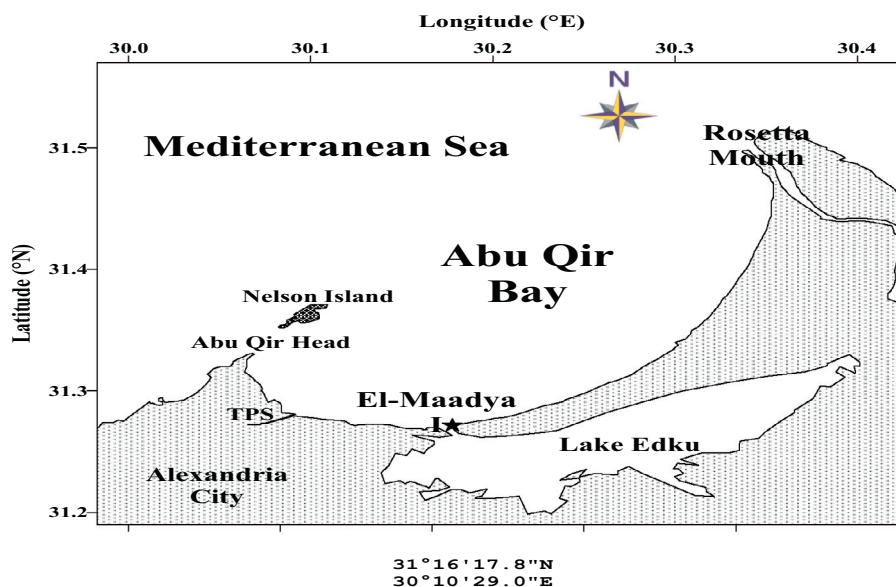 Longitude (°E)
30.0 30.1 30.2 30.3 30.4
N
Rosetta
Mouth
Mediterranean Sea
31.5
Abu Qir
Bay
31.4
Latitude (°N)
Nelson Island
Abu Qir Head
31.3
El-Maadya
I
TPS
Lake Edku
Alexandria
City
31.2
31°16'17.8"N
30°10'29.0"E